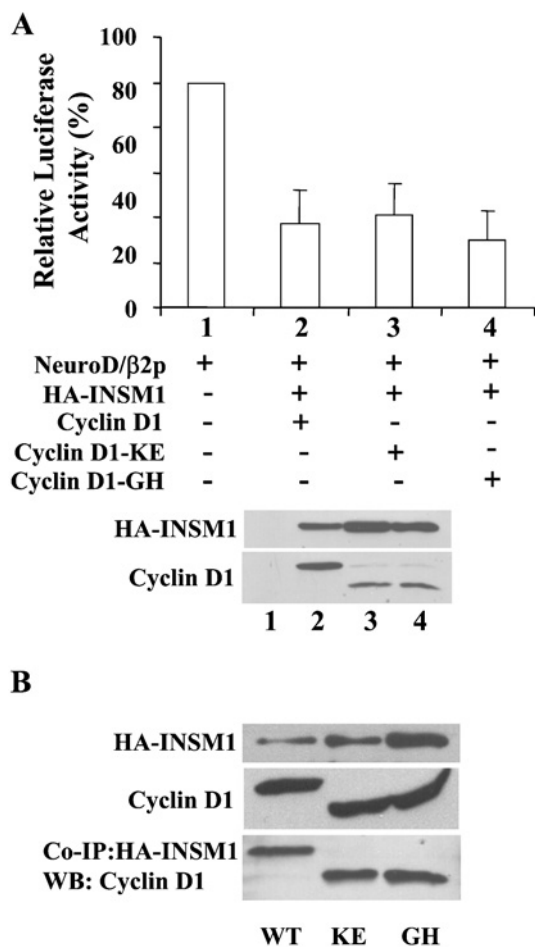 A
Relative Luciferase
Activity (%)
100
80
60
40
20
0
1 2 3 4
NeuroD/β2p + + + +
HA-INSM1 - + + +
Cyclin D1 - + - -
Cyclin D1-KE - - + -
Cyclin D1-GH - - - +
HA-INSM1
Cyclin D1
1 2 3 4
B
HA-INSM1
Cyclin D1
Co-IP:HA-INSM1
WB: Cyclin D1
WT KE GH